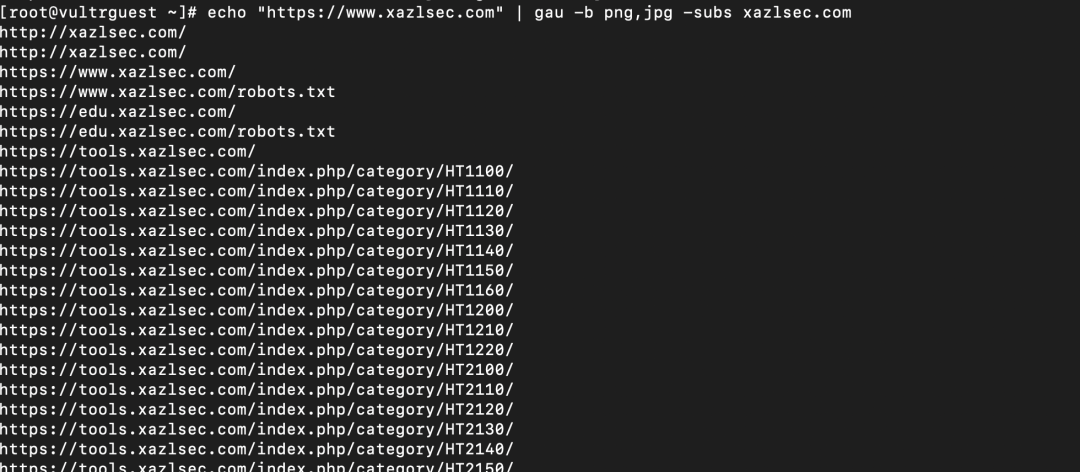 [root@vultrguest ~]# echo "https://www.xazlsec.com" | gau -b png,jpg -subs xazlsec.com
http://xazlsec.com/
http://xazlsec.com/
https://www.xazlsec.com/
https://www.xazlsec.com/robots.txt
https://edu.xazlsec.com/
https://edu.xazlsec.com/robots.txt
https://tools.xazlsec.com/
https://tools.xazlsec.com/index.php/category/HT1100/
https://tools.xazlsec.com/index.php/category/HT1110/
https://tools.xazlsec.com/index.php/category/HT1120/
https://tools.xazlsec.com/index.php/category/HT1130/
https://tools.xazlsec.com/index.php/category/HT1140/
https://tools.xazlsec.com/index.php/category/HT1150/
https://tools.xazlsec.com/index.php/category/HT1160/
https://tools.xazlsec.com/index.php/category/HT1200/
https://tools.xazlsec.com/index.php/category/HT1210/
https://tools.xazlsec.com/index.php/category/HT1220/
https://tools.xazlsec.com/index.php/category/HT2100/
https://tools.xazlsec.com/index.php/category/HT2110/
https://tools.xazlsec.com/index.php/category/HT2120/
https://tools.xazlsec.com/index.php/category/HT2130/
https://tools.xazlsec.com/index.php/category/HT2140/
https://tools.xazlsec.com/index.php/category/HT2150/